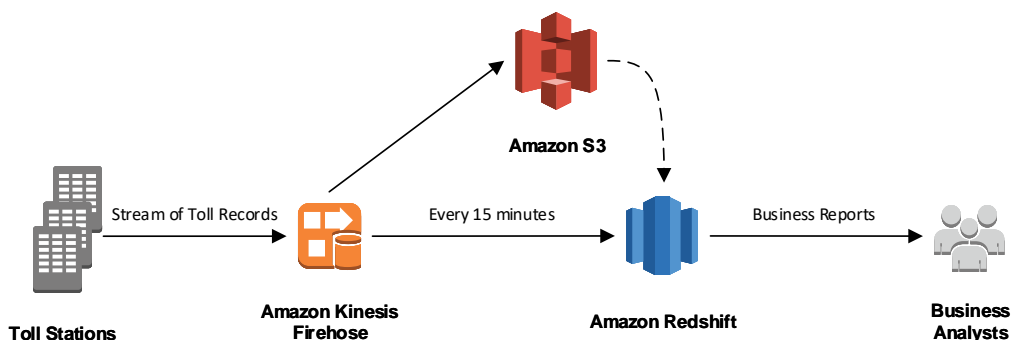 Amazon S3
Stream of Toll Records
Every 15 minutes
Business Reports
Toll Stations
Amazon Kinesis
Firehose
Amazon Redshift
Business
Analysts